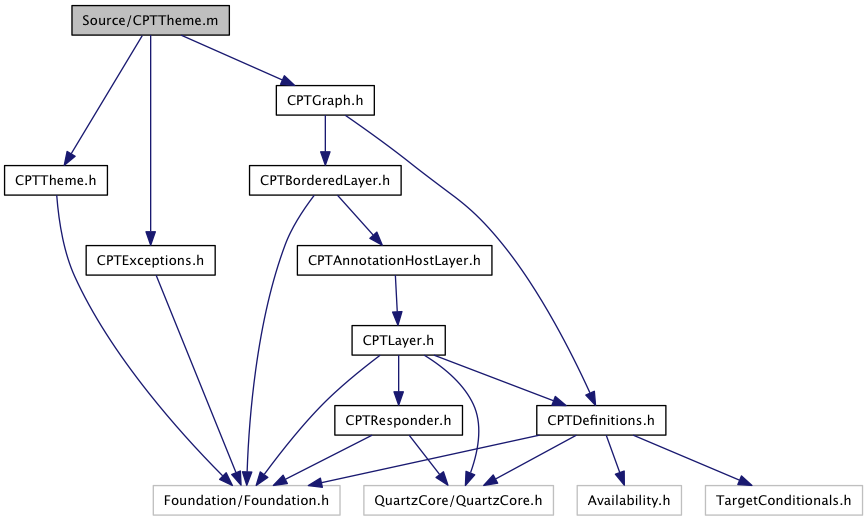 Source/CPTTheme.m
CPTGraph.h
CPTTheme.h
CPTBorderedLayer.h
CPTExceptions.h
CPTAnnotationHostLayer.h
CPTLayer.h
CPTResponder.h
CPTDefinitions.h
Foundation/Foundation.h
QuartzCore/QuartzCore.h
Availability.h
TargetConditionals.h